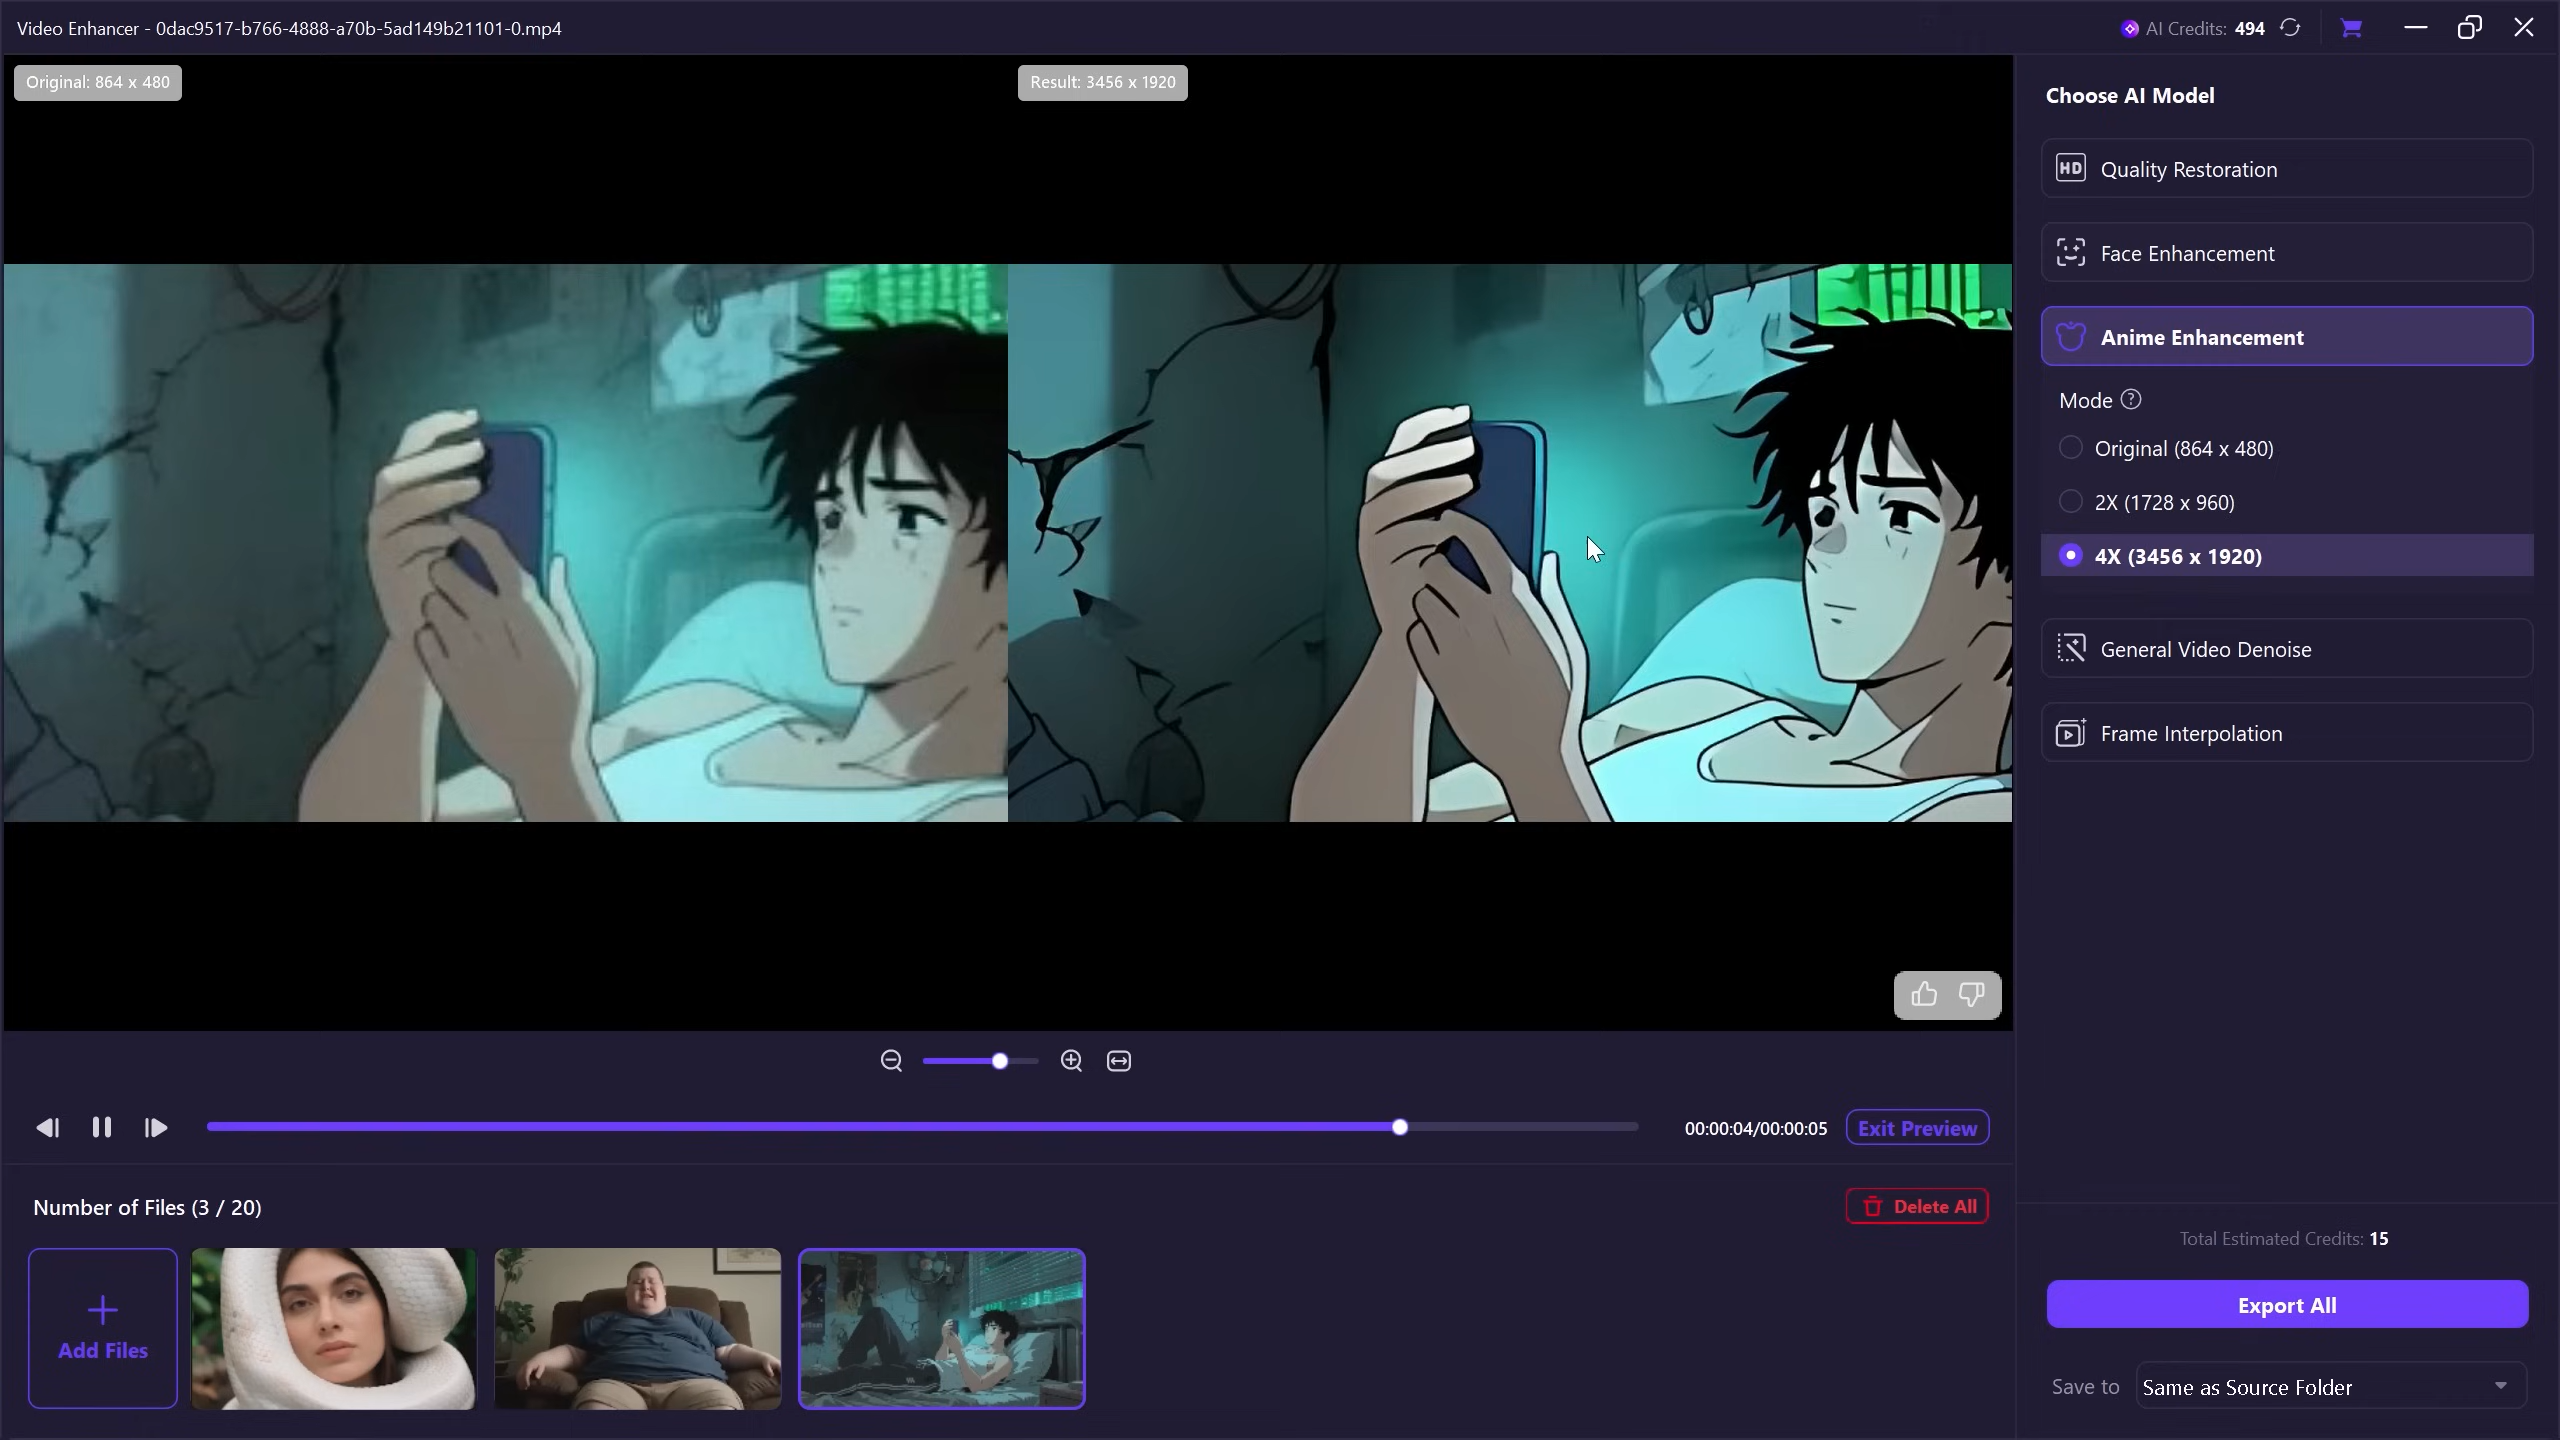 Video Enhancer - 0dac9517-b766-4888-a70b-5ad149b21101-0.mp4
AI Credits: 494
Original: 864 x 480
Result: 3456 x 1920
Choose AI Model
HD Quality Restoration
Face Enhancement
Anime Enhancement
Mode ?
Original (864 x 480)
2X (1728 x 960)
4X (3456 x 1920)
General Video Denoise
Frame Interpolation
00:00:04/00:00:05
Exit Preview
Number of Files (3 / 20)
Delete All
Add Files
Total Estimated Credits: 15
Export All
Save to Same as Source Folder